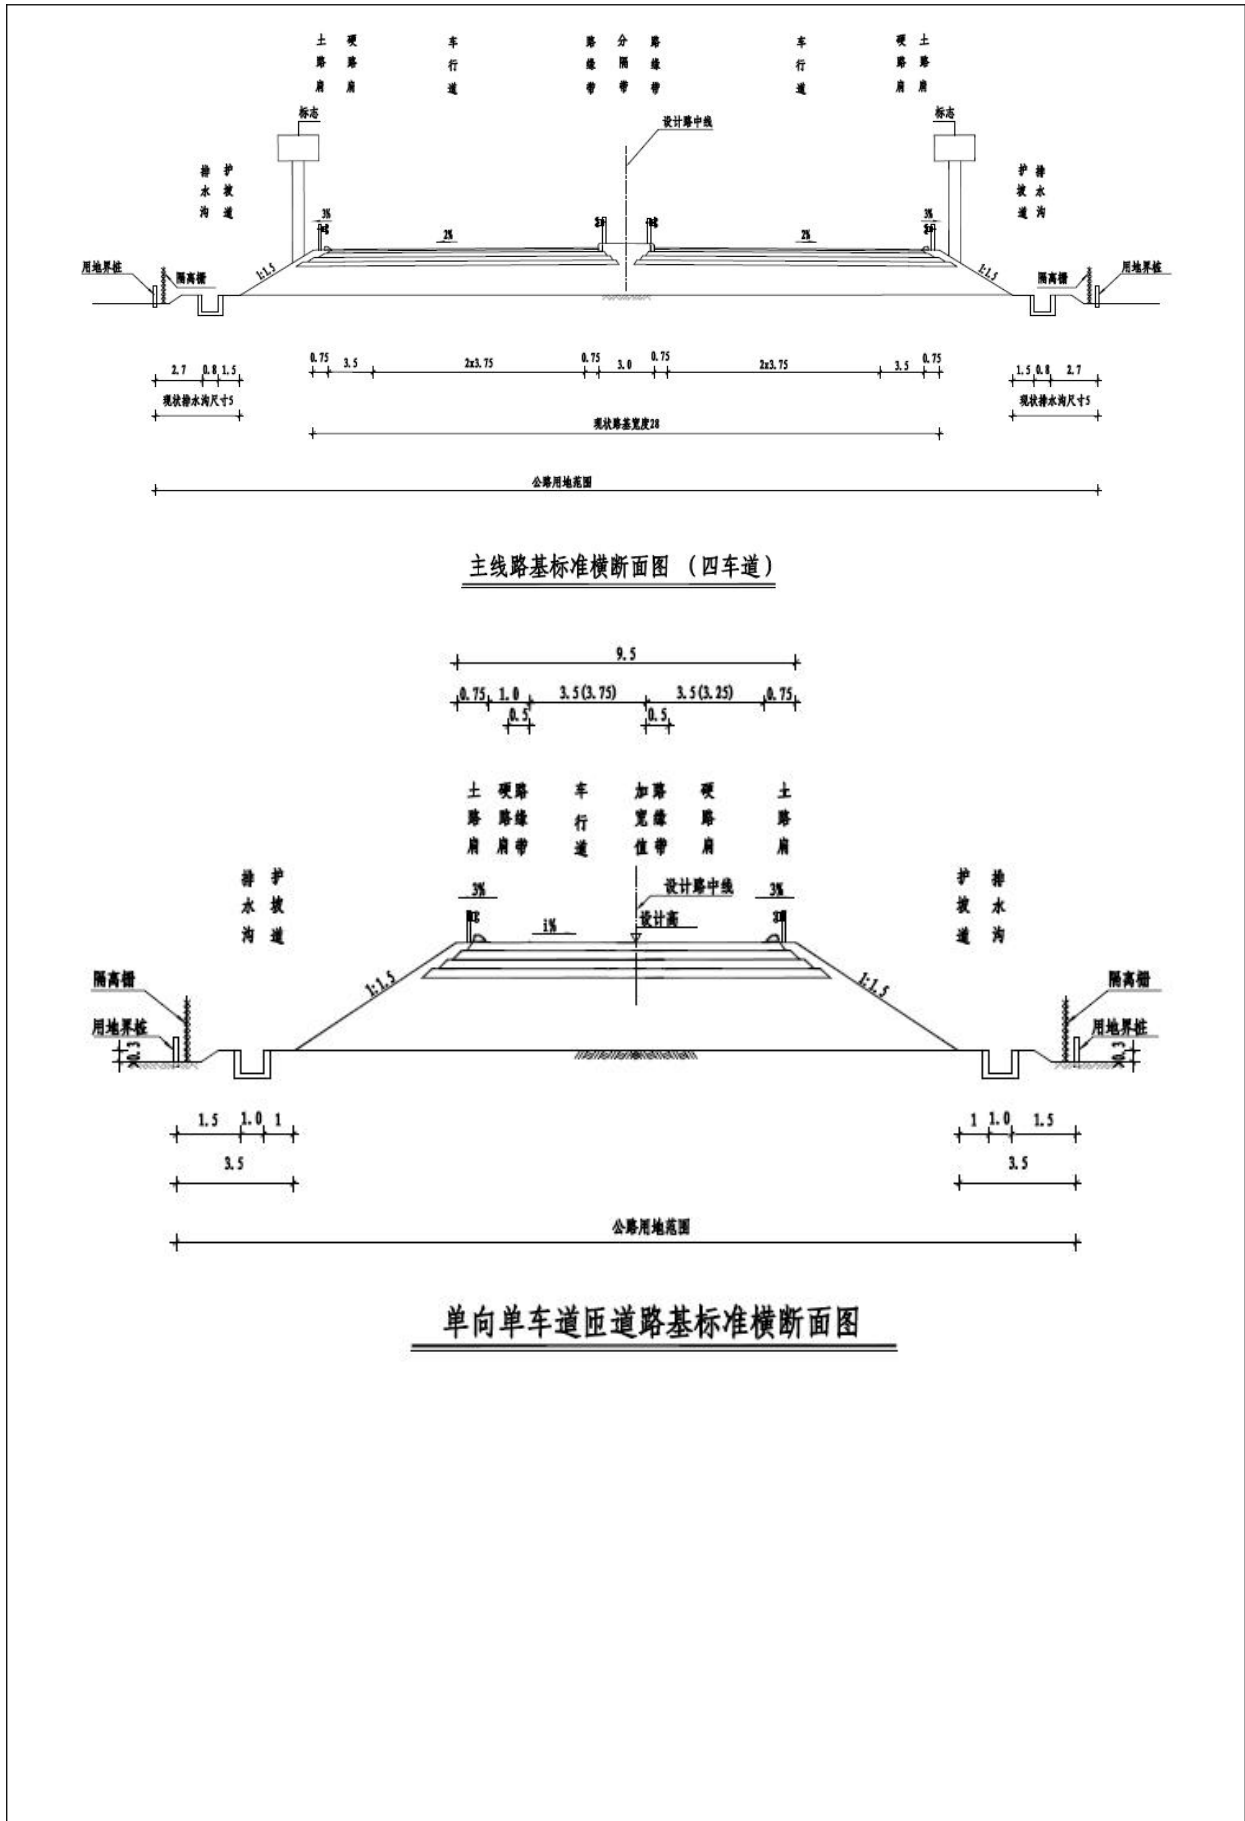 土路肩 硬路肩 车行道 路缘带 分隔带 路缘带 车行道 硬路肩 土路肩
标志 设计路中线 标志
排水沟 护坡道 护坡道 排水沟
3% 2% 2% 3%
用地界桩 隔离栅 1:1.5 1:1.5 隔离栅 用地界桩
0.75 3.5 2x3.75 0.75 3.0 0.75 2x3.75 3.5 0.75
2.7 0.8 1.5 1.5 0.8 2.7
现状排水沟尺寸5 现状排水沟尺寸5
现状路基宽度28
公路用地范围
主线路基标准横断面图 (四车道)
9.5
0.75 1.0 3.5(3.75) 3.5(3.25) 0.75
0.5 0.5
土路肩 硬路肩 路缘带 车行道 加宽值 路缘带 硬路肩 土路肩
排水沟 护坡道 护坡道 排水沟
3% 设计路中线 3%
i% 设计高
隔离栅 1:1.5 1:1.5 隔离栅
用地界桩 用地界桩
>0.3 >0.3
1.5 1.0 1 1 1.0 1.5
3.5 3.5
公路用地范围
单向单车道匝道路基标准横断面图